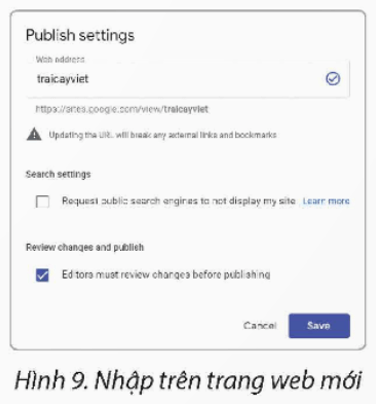 Publish settings
Web address
traicayviet
https://sites.google.com/view/traicayviet
Updating the URL will break any external links and bookmarks
Search settings
Request public search engines to not display my site Learn more
Review changes and publish
Editors must review changes before publishing
Cancel Save
Hình 9. Nhập trên trang web mới